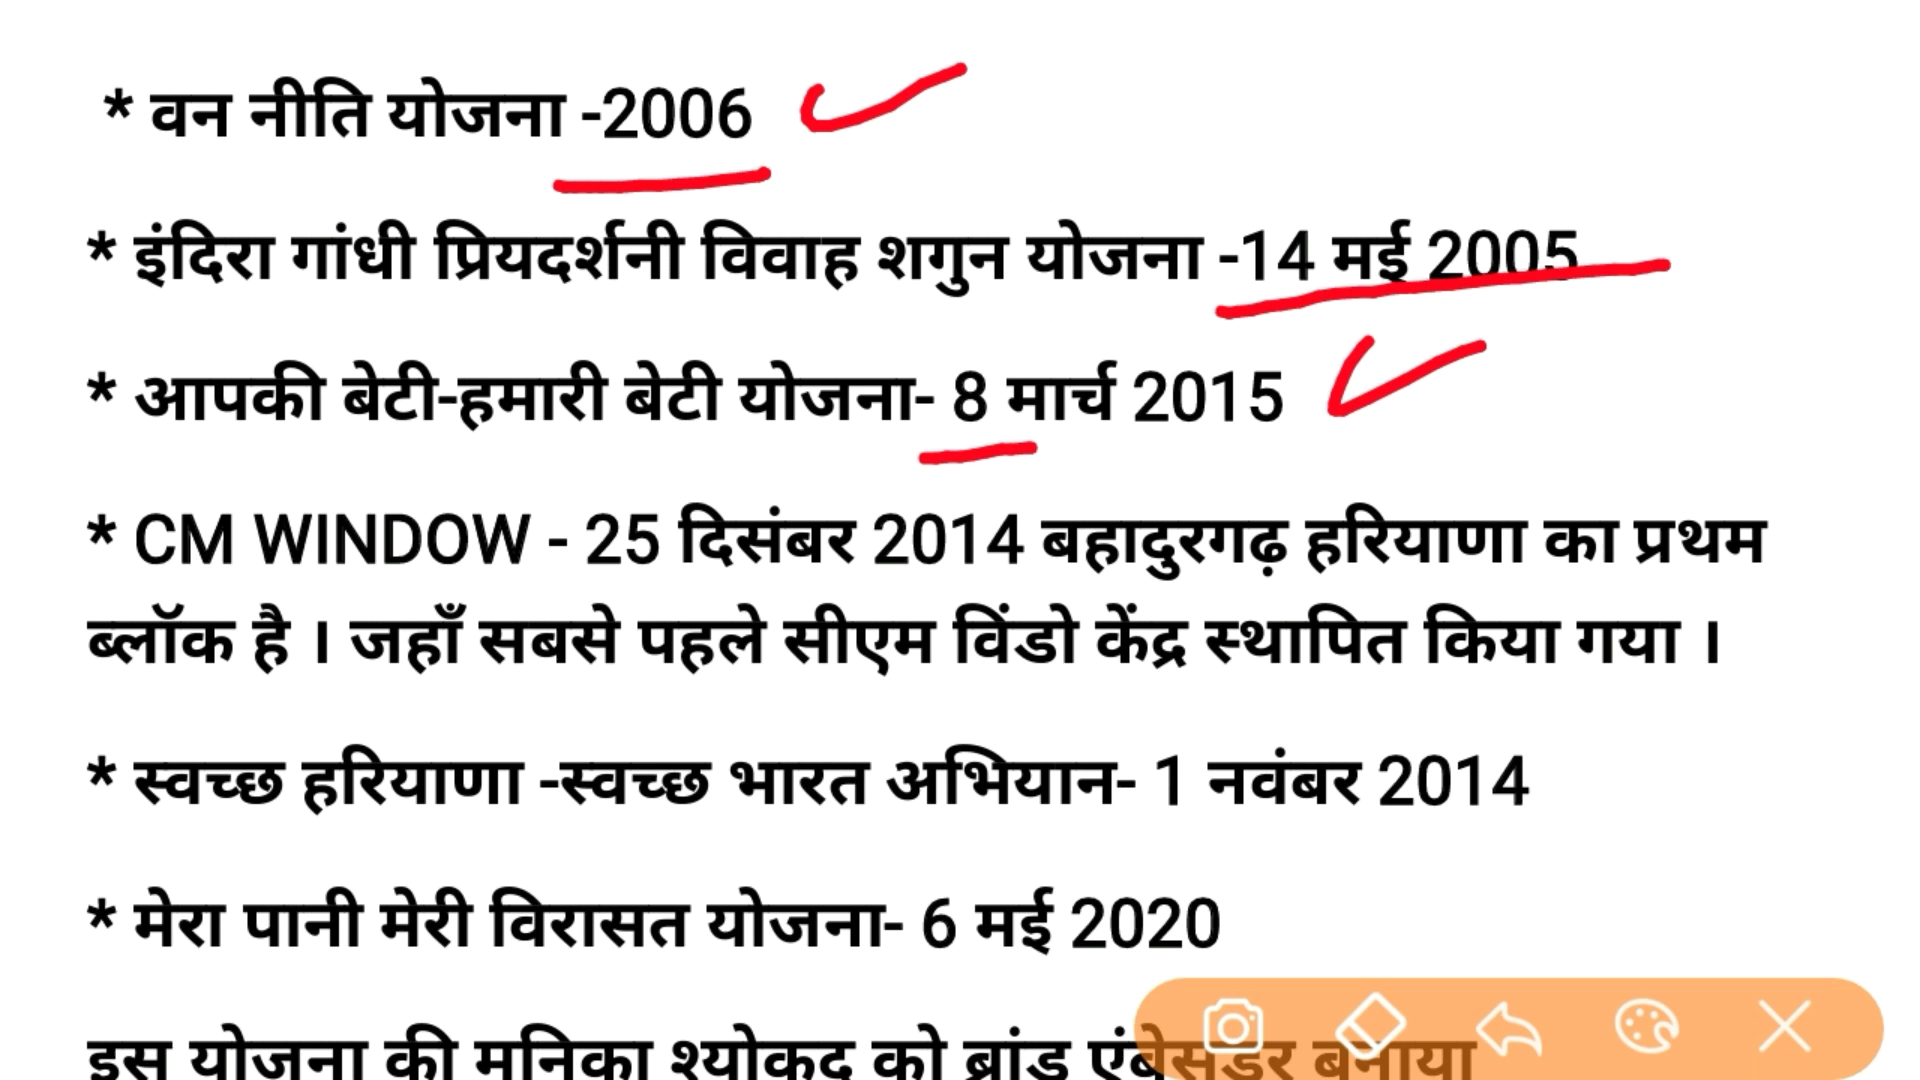 * वन नीति योजना -2006
* इंदिरा गांधी प्रियदर्शनी विवाह शगुन योजना -14 मई 2005
* आपकी बेटी-हमारी बेटी योजना- 8 मार्च 2015
* CM WINDOW - 25 दिसंबर 2014 बहादुरगढ़ हरियाणा का प्रथम
ब्लॉक है । जहाँ सबसे पहले सीएम विंडो केंद्र स्थापित किया गया ।
* स्वच्छ हरियाणा -स्वच्छ भारत अभियान- 1 नवंबर 2014
* मेरा पानी मेरी विरासत योजना- 6 मई 2020
इस योजना की मनिका श्योकंद को ब्रांड एंबेसडर बनाया